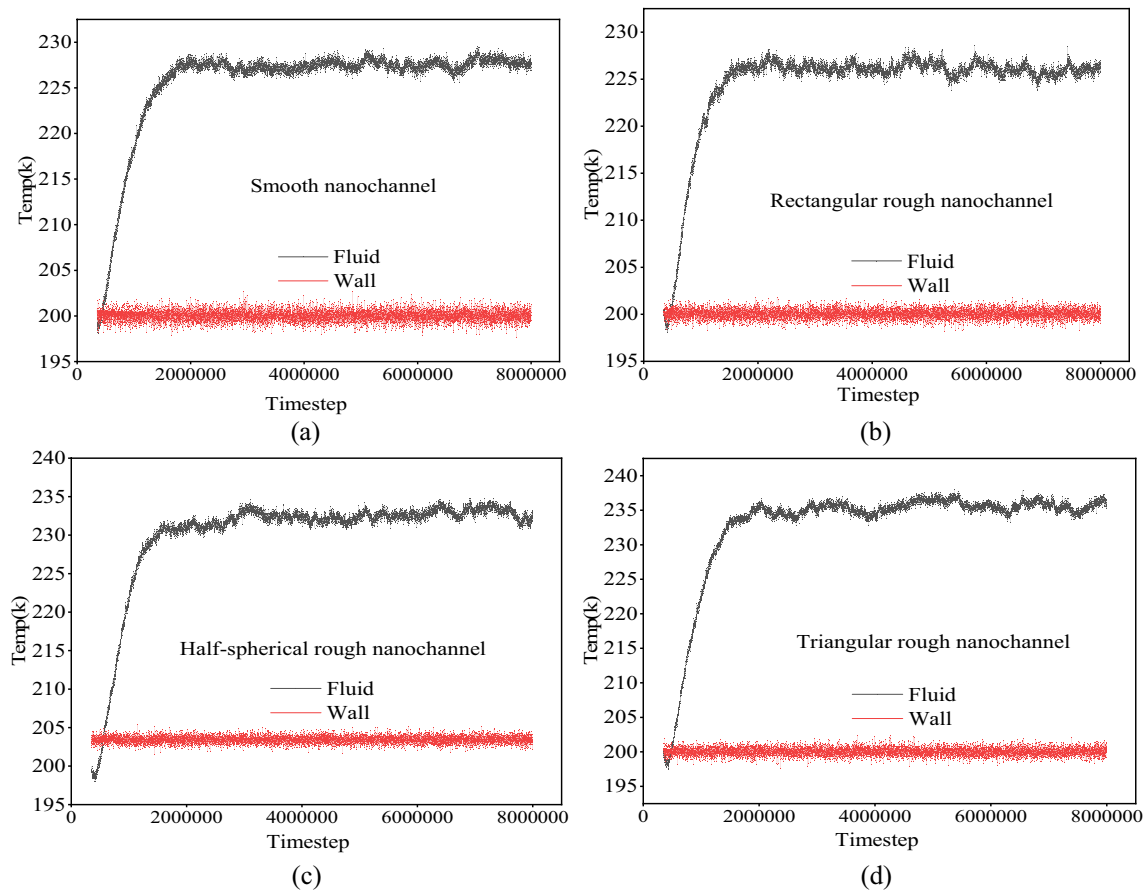 230
225
220
215
210
205
200
195
Temp(k)
Smooth nanochannel
Fluid
Wall
0
2000000
4000000
6000000
8000000
Timestep
(a)
230
225
220
215
210
205
200
195
Temp(k)
Rectangular rough nanochannel
Fluid
Wall
0
2000000
4000000
6000000
8000000
Timestep
(b)
240
235
230
225
220
215
210
205
200
195
Temp(k)
Half-spherical rough nanochannel
Fluid
Wall
0
2000000
4000000
6000000
8000000
Timestep
(c)
240
235
230
225
220
215
210
205
200
195
Temp(k)
Triangular rough nanochannel
Fluid
Wall
0
2000000
4000000
6000000
8000000
Timestep
(d)